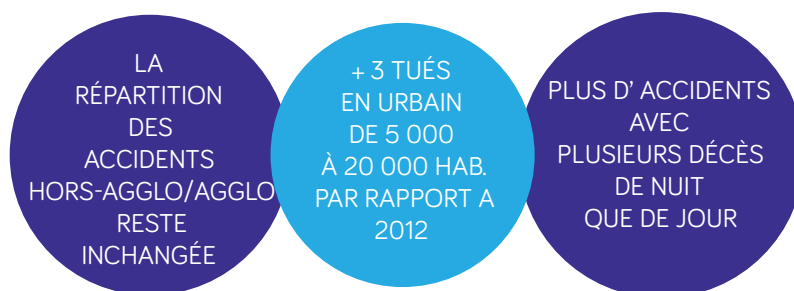 LA
RÉPARTITION
DES
ACCIDENTS
HORS-AGGLO/AGGLO
RESTE
INCHANGÉE
+ 3 TUÉS
EN URBAIN
DE 5 000
À 20 000 HAB.
PAR RAPPORT A
2012
PLUS D' ACCIDENTS
AVEC
PLUSIEURS DÉCÈS
DE NUIT
QUE DE JOUR